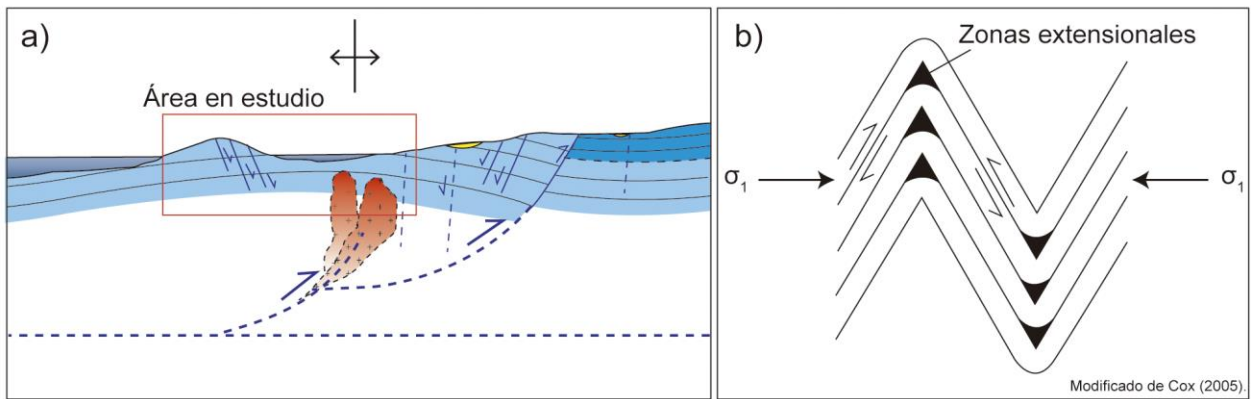 a)
Área en estudio
b)
Zonas extensionales
σ1
σ1
Modificado de Cox (2005).